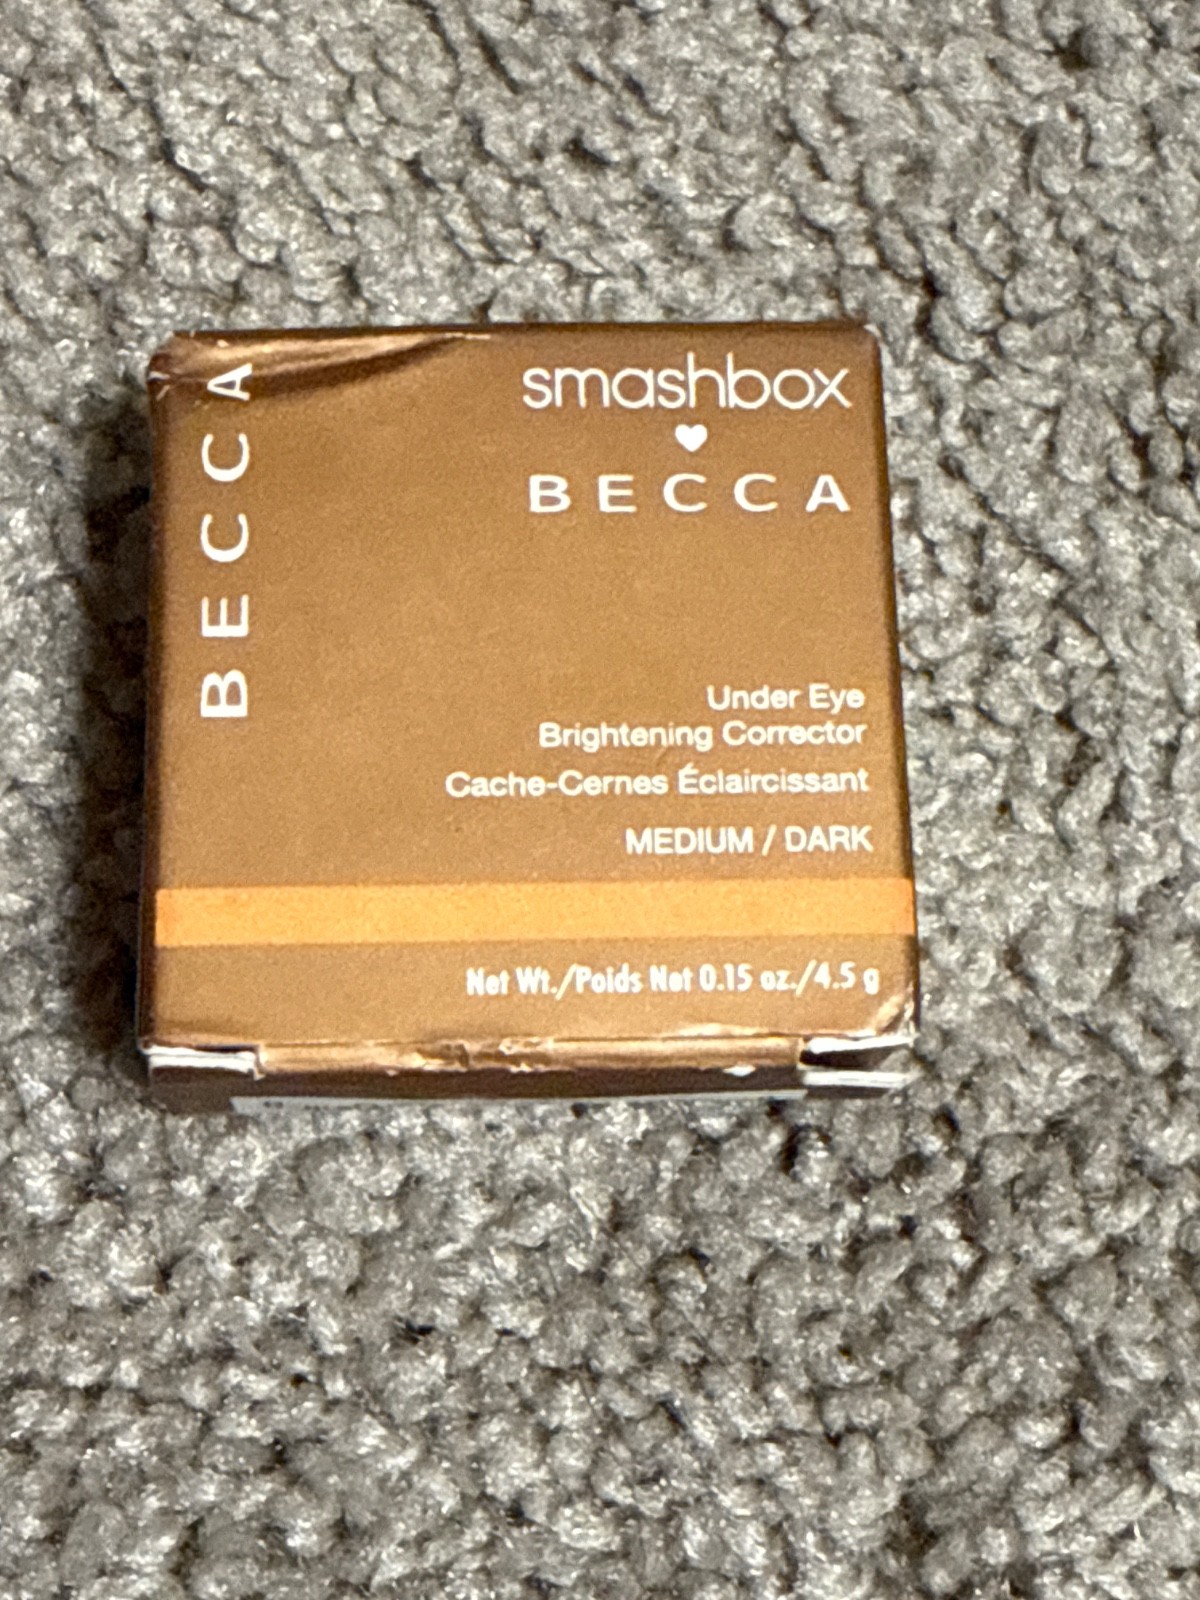 BECCA
smashbox
BECCA
Under Eye
Brightening Corrector
Cache-Cernes Éclaircissant
MEDIUM / DARK
Net Wt./Poids Net 0.15 oz./4.5 g